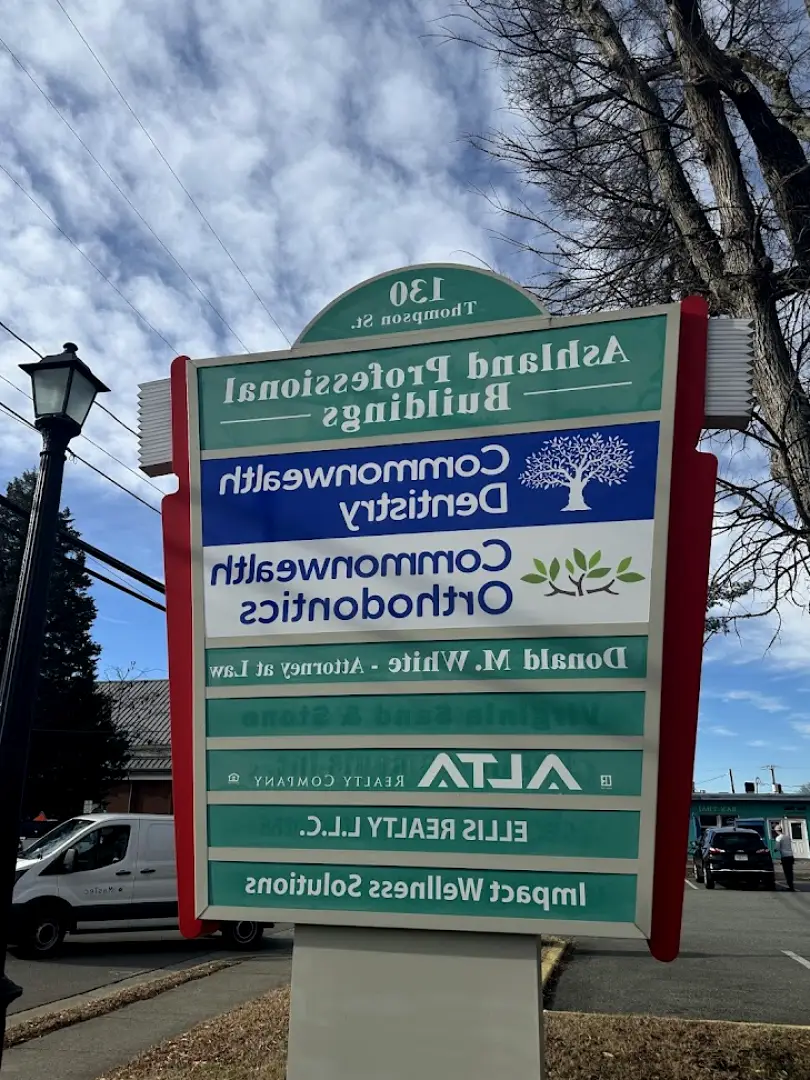 130
Thompson St.
Ashland Professional
Buildings
Commonwealth
Dentistry
Commonwealth
Orthodontics
Donald M. White - Attorney at Law
Virginia Sand & Stone
ALTA REALTY COMPANY
ELLIS REALTY L.L.C.
Impact Wellness Solutions
Mastec